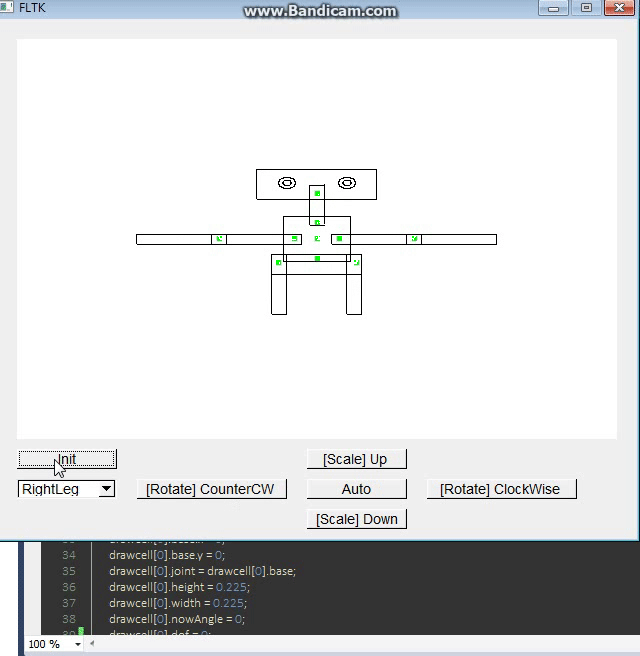 FLTK
www.Bandicam.com
Init
[Scale] Up
RightLeg
[Rotate] CounterCW
Auto
[Rotate] ClockWise
[Scale] Down
34 drawcell[0].base.y = 0;
35 drawcell[0].joint = drawcell[0].base;
36 drawcell[0].height = 0.225;
37 drawcell[0].width = 0.225;
38 drawcell[0].nowAngle = 0;
100 %